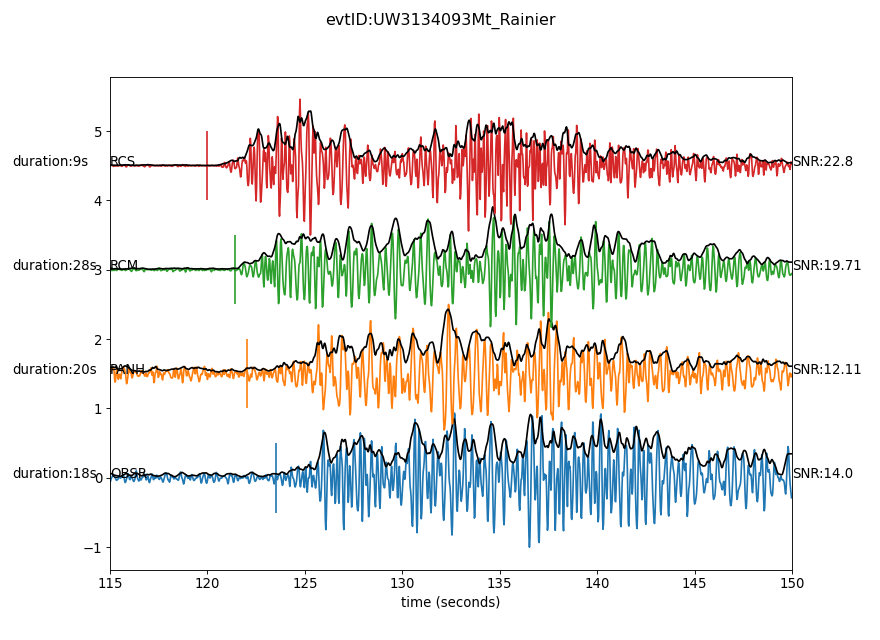 evtID:UW3134093Mt_Rainier
5
duration:9s RCS SNR:22.8
4
duration:28s 3 RCM SNR:19.71
2
duration:20s PANH SNR:12.11
1
duration:18s 0 OBSR SNR:14.0
−1
115 120 125 130 135 140 145 150
time (seconds)